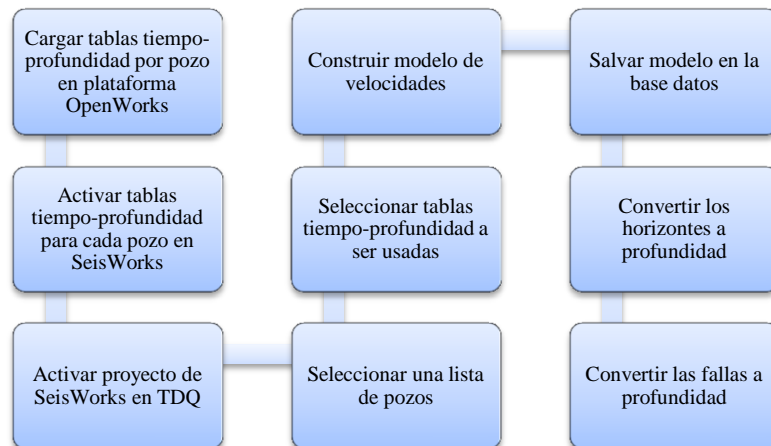 Cargar tablas tiempo-
profundidad por pozo
en plataforma
OpenWorks
Activar tablas
tiempo-profundidad
para cada pozo en
SeisWorks
Activar proyecto de
SeisWorks en TDQ
Seleccionar una lista
de pozos
Seleccionar tablas
tiempo-profundidad a
ser usadas
Construir modelo de
velocidades
Salvar modelo en la
base datos
Convertir los
horizontes a
profundidad
Convertir las fallas a
profundidad